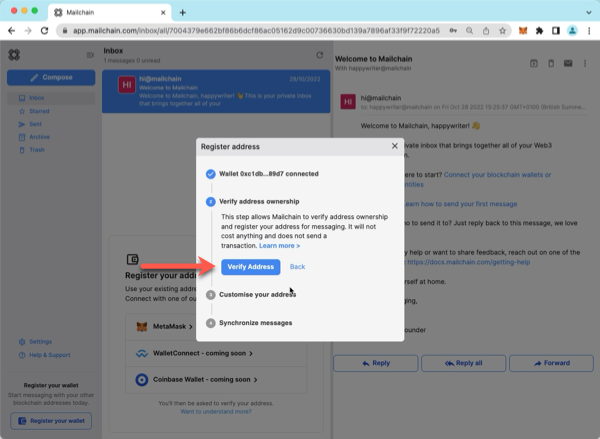 Mailchain
app.mailchain.com/inbox/all/7004379e662bf86b6dcf86ac05162d9c00736630bd139a7896af33f9f72220a5
Compose
Inbox
Starred
Sent
Archive
Trash
Settings
Help & Support
Register your wallet
Start messaging with your other
blockchain addresses today.
Register your wallet
Inbox
1 messages 0 unread
HI
hi@mailchain
28/10/2022
Welcome to Mailchain
Welcome to Mailchain, happywriter! 👋 This is your private inbox
that brings together all of you
Register your addr
Use your existing addre
Connect with one of ou
MetaMask
WalletConnect - coming soon >
Coinbase Wallet - coming soon >
You'll then be asked to verify your address.
Want to understand more?
Register address
Wallet 0xc1db...89d7 connected
Verify address ownership
This step allows Mailchain to verify address ownership
and register your address for messaging. It will not
cost anything and does not send a
transaction. Learn more >
Verify Address
Back
Customise your address
4
Synchronize messages
Welcome to Mailchain
With happywriter@mailchain
HI
hi@mailchain
to: happywriter@mailchain on Fri Oct 28 2022 15:55:37 GMT+0100 (British Summe...
Welcome to Mailchain, happywriter! 👋
ivate inbox that brings together all of your Web3
ere to start? Connect your blockchain wallets or
entities
earn how to send your first message
no to send it to? Just reply back to this message, we love
y help or want to share feedback, reach out on one of the
https://docs.mailchain.com/getting-help
rself at home.
ging,
ounder
Reply
Reply all
Forward